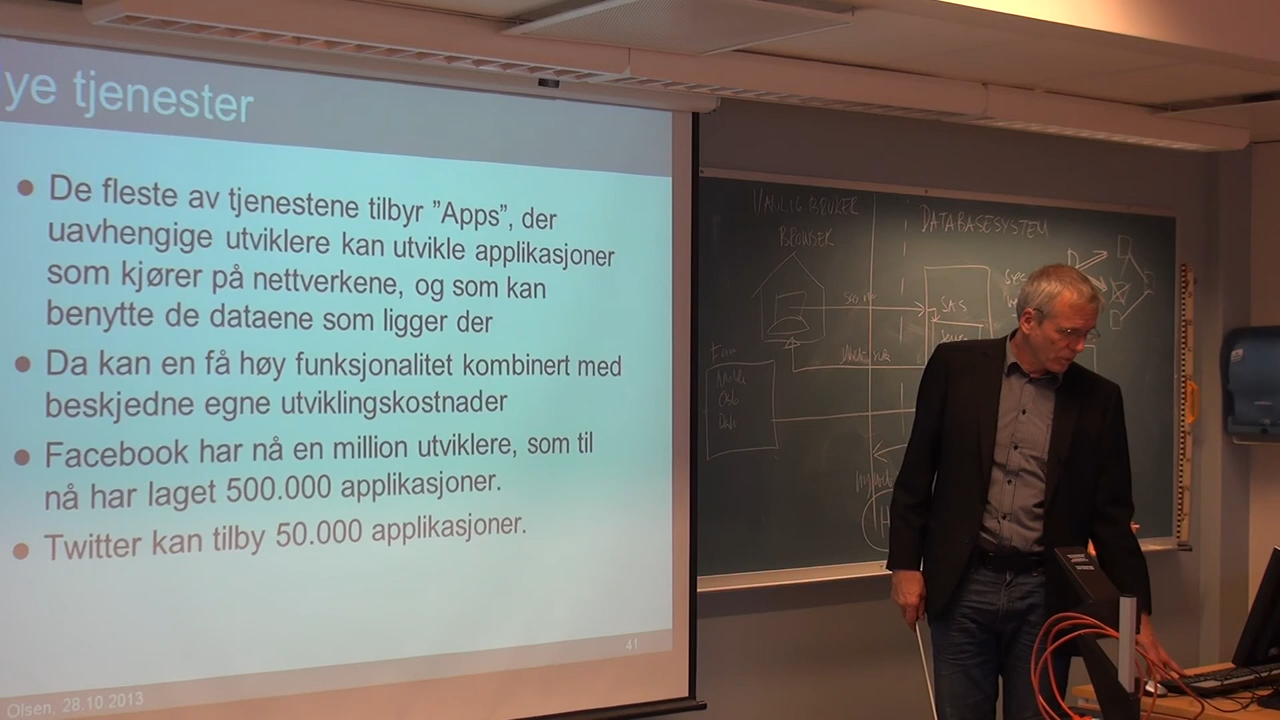 ye tjenester
De fleste av tjenestene tilbyr ”Apps”, der
uavhengige utviklere kan utvikle applikasjoner
som kjører på nettverkene, og som kan
benytte de dataene som ligger der
Da kan en få høy funksjonalitet kombinert med
beskjedne egne utviklingskostnader
Facebook har nå en million utviklere, som til
nå har laget 500.000 applikasjoner.
Twitter kan tilby 50.000 applikasjoner.
41
Olsen, 28.10 2013
VANLIG BRUKER
BROWSER
DATABASESYSTEM
SAS